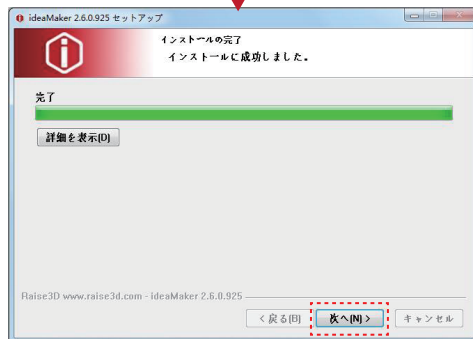 ideaMaker 2.6.0.925 セットアップ
インストールの完了
インストールに成功しました。
完了
詳細を表示(D)
Raise3D www.raise3d.com - ideaMaker 2.6.0.925
< 戻る(B) 次へ(N) > キャンセル